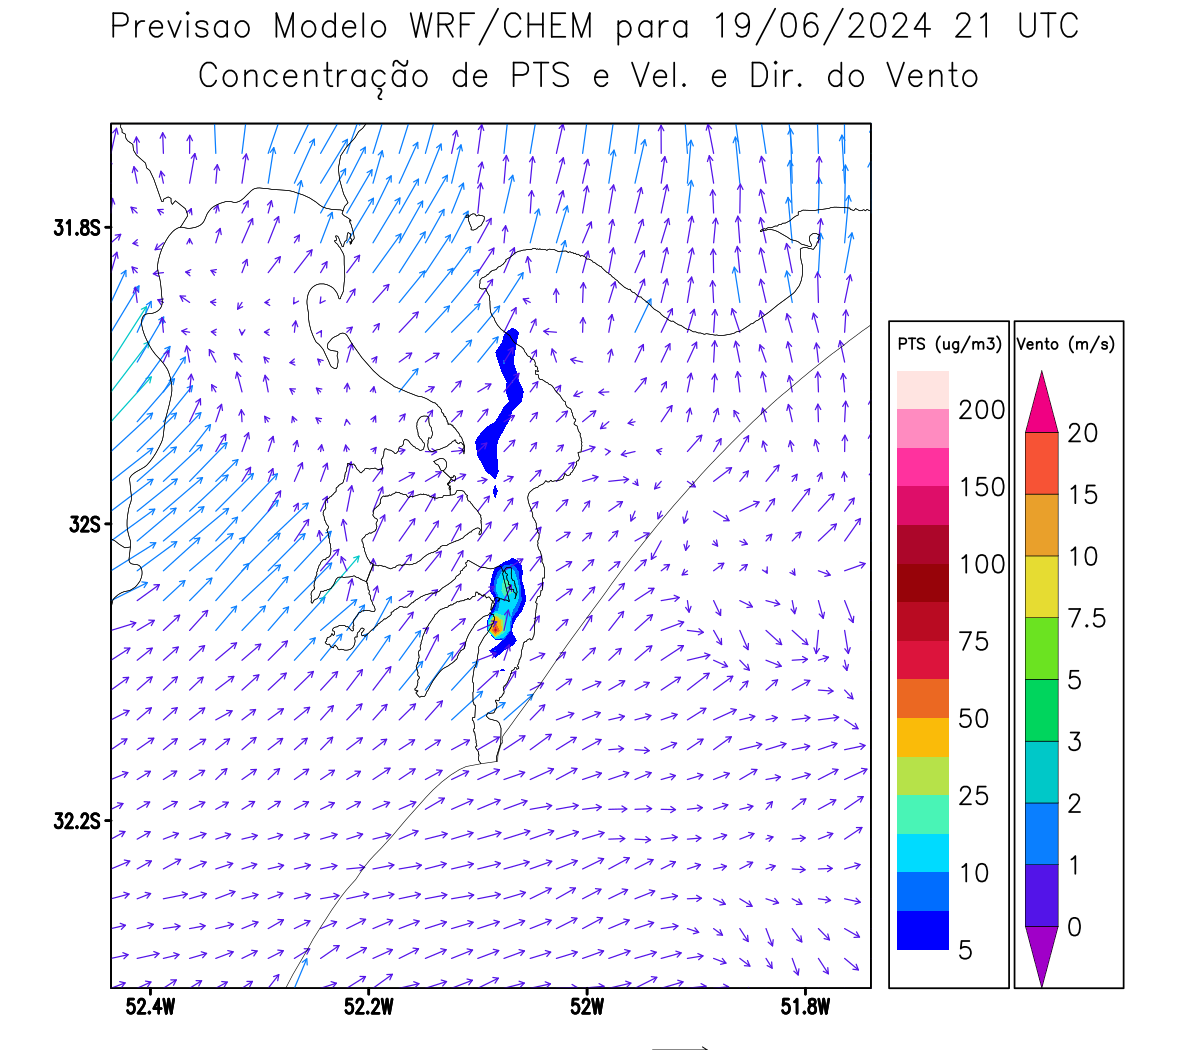 Previsao Modelo WRF/CHEM para 19/06/2024 21 UTC
Concentração de PTS e Vel. e Dir. do Vento
31.8S
32S
32.2S
52.4W
52.2W
52W
51.8W
PTS (ug/m3)
200
150
100
75
50
25
10
5
Vento (m/s)
20
15
10
7.5
5
3
2
1
0